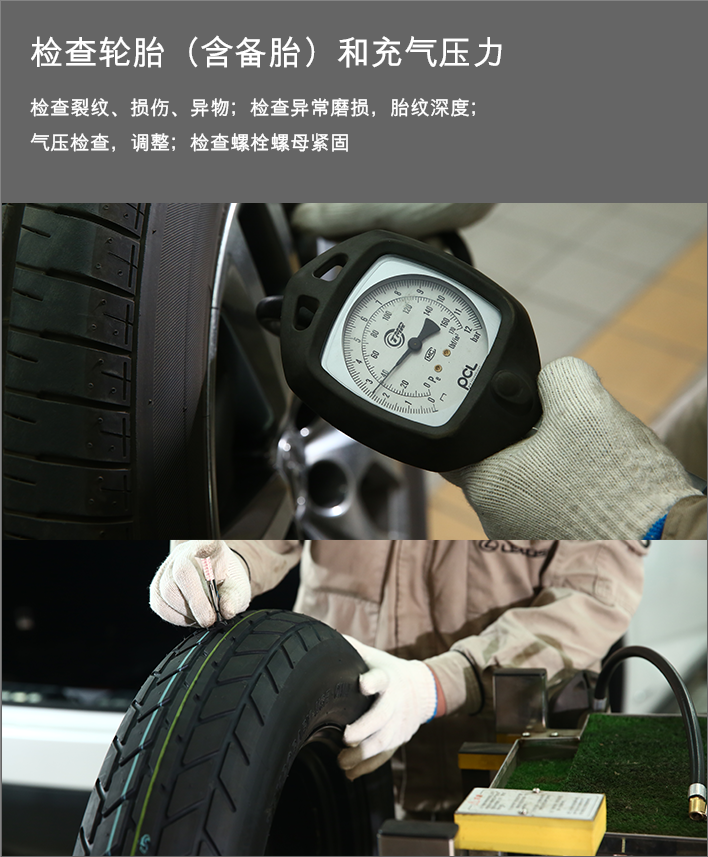 检查轮胎（含备胎）和充气压力
检查裂纹、损伤、异物；检查异常磨损，胎纹深度；
气压检查，调整；检查螺栓螺母紧固
PCL
bar